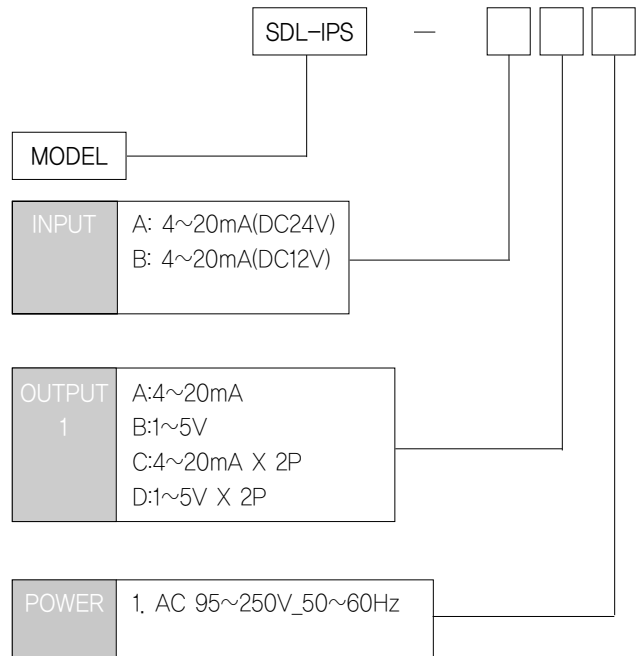 SDL-IPS —
MODEL
INPUT
A: 4~20mA(DC24V)
B: 4~20mA(DC12V)
OUTPUT
1
A:4~20mA
B:1~5V
C:4~20mA X 2P
D:1~5V X 2P
POWER
1. AC 95~250V_50~60Hz